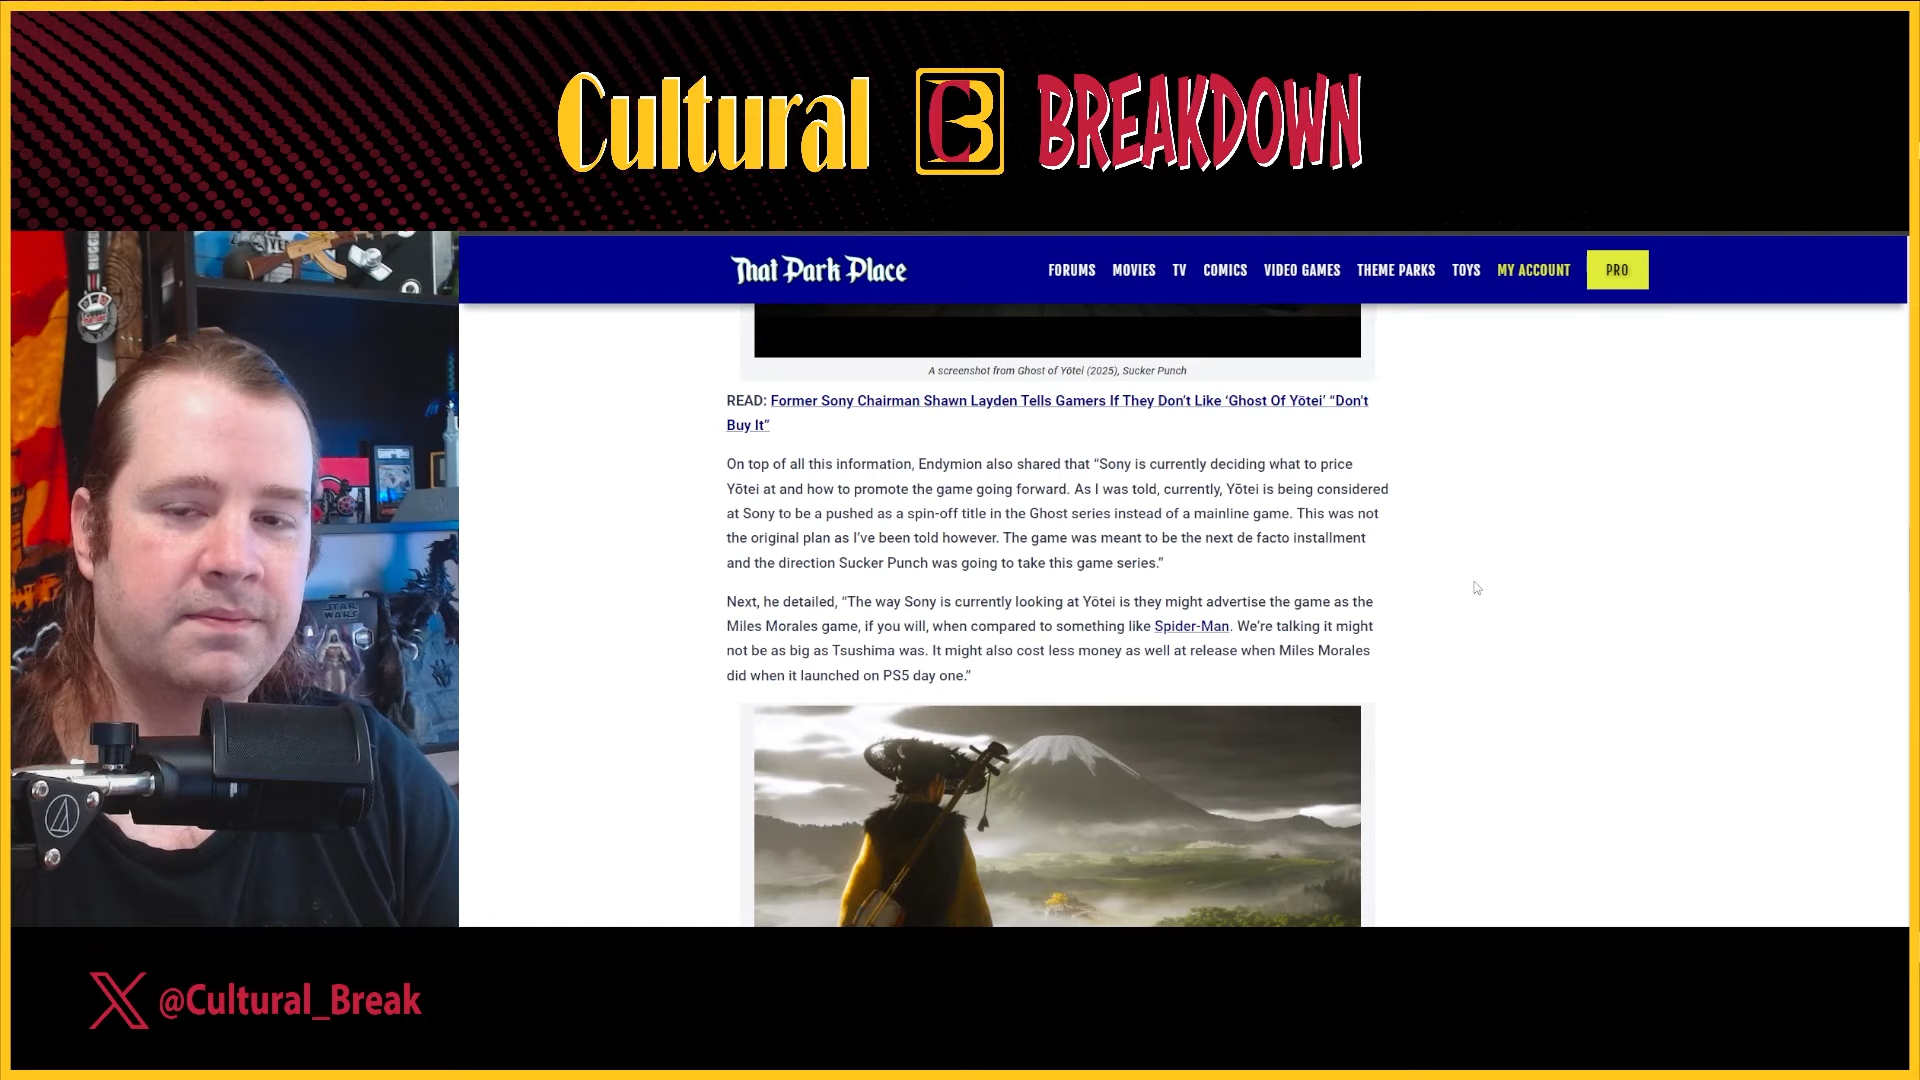 Cultural CB BREAKDOWN
That Park Place
FORUMS MOVIES TV COMICS VIDEO GAMES THEME PARKS TOYS MY ACCOUNT PRO
A screenshot from Ghost of Yōtei (2025), Sucker Punch
READ: Former Sony Chairman Shawn Layden Tells Gamers If They Don't Like ‘Ghost Of Yōtei’ “Don't
Buy It”
On top of all this information, Endymion also shared that “Sony is currently deciding what to price
Yōtei at and how to promote the game going forward. As I was told, currently, Yōtei is being considered
at Sony to be a pushed as a spin-off title in the Ghost series instead of a mainline game. This was not
the original plan as I've been told however. The game was meant to be the next de facto installment
and the direction Sucker Punch was going to take this game series.”
Next, he detailed, “The way Sony is currently looking at Yōtei is they might advertise the game as the
Miles Morales game, if you will, when compared to something like Spider-Man. We're talking it might
not be as big as Tsushima was. It might also cost less money as well at release when Miles Morales
did when it launched on PS5 day one.”
STAR
WARS
@Cultural_Break